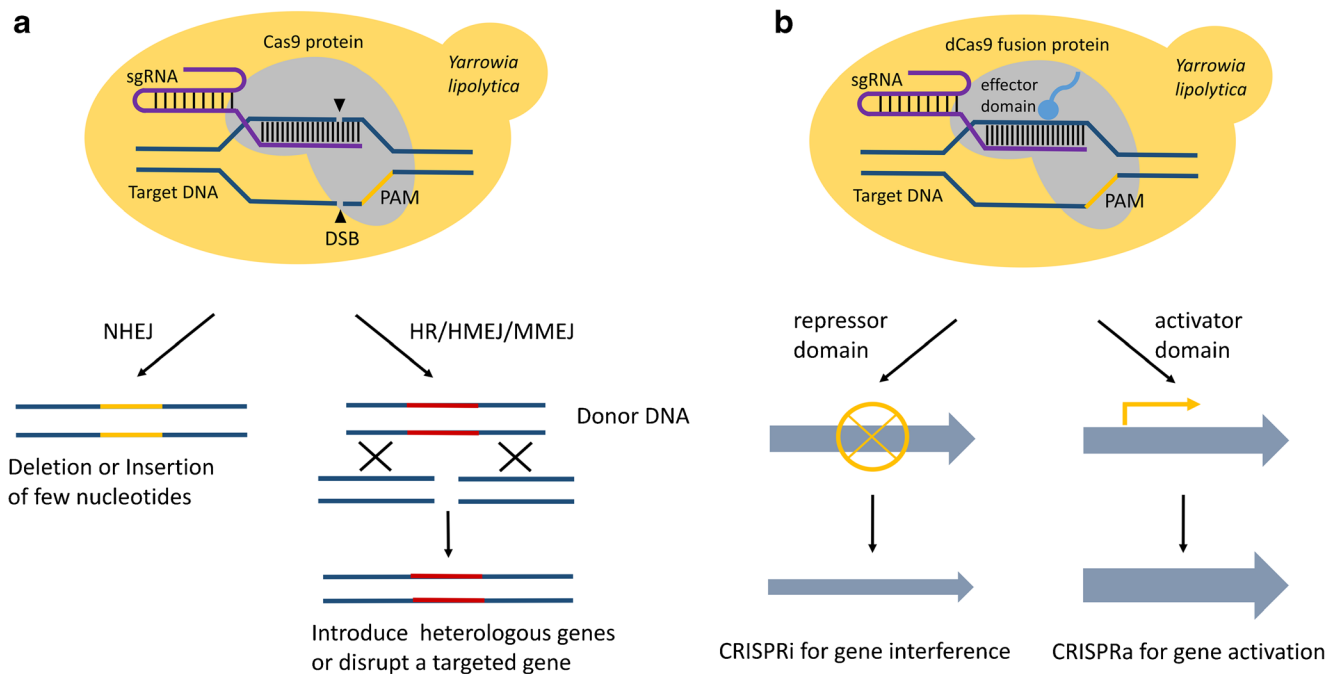 a
Cas9 protein
sgRNA
Yarrowia
lipolytica
Target DNA
PAM
DSB
NHEJ
HR/HMEJ/MMEJ
Donor DNA
Deletion or Insertion
of few nucleotides
Introduce heterologous genes
or disrupt a targeted gene
b
dCas9 fusion protein
sgRNA
effector
domain
Yarrowia
lipolytica
Target DNA
PAM
repressor
domain
activator
domain
CRISPRi for gene interference
CRISPRa for gene activation